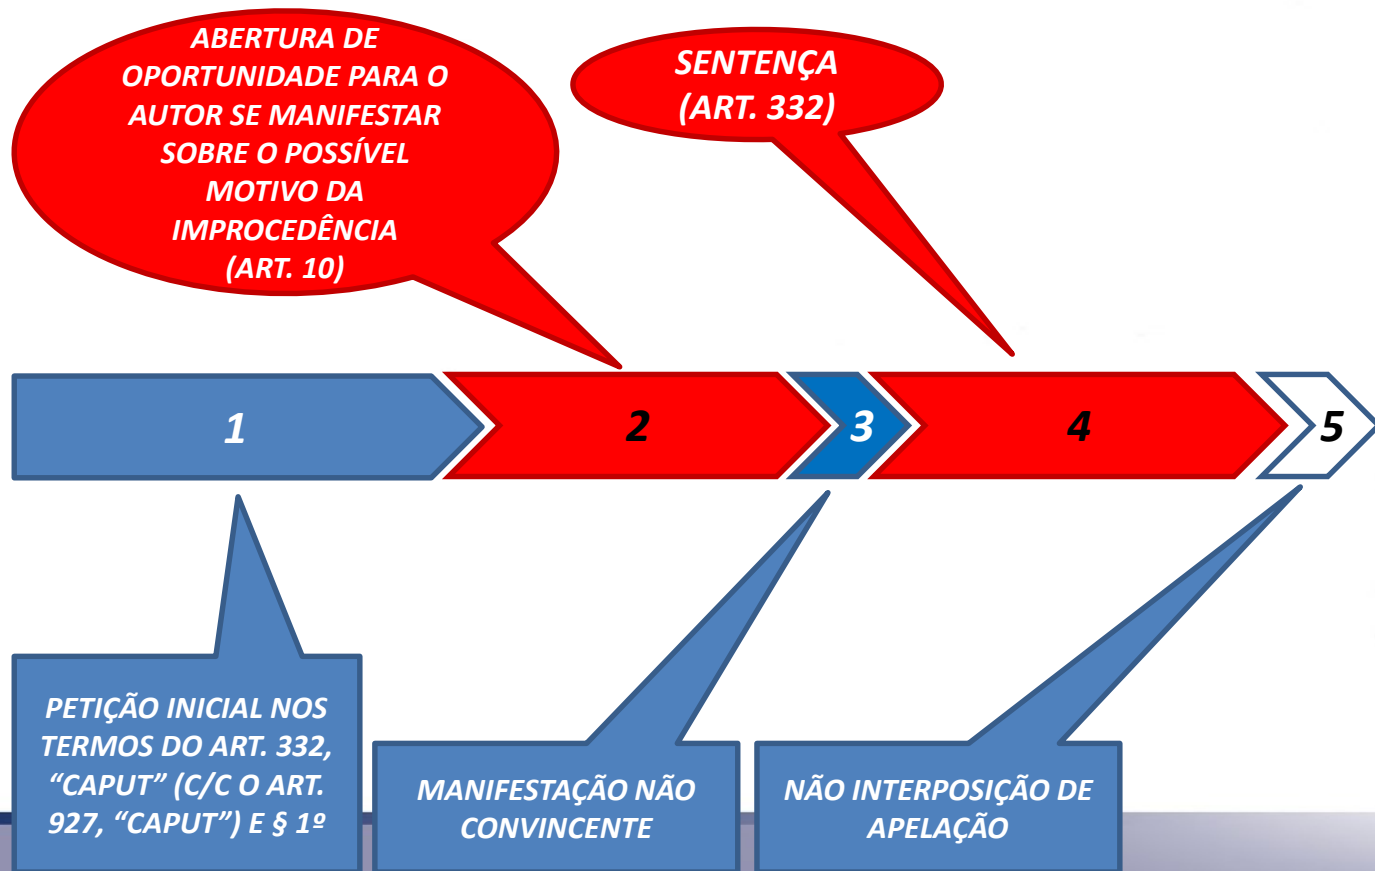 ABERTURA DE
OPORTUNIDADE PARA O
AUTOR SE MANIFESTAR
SOBRE O POSSÍVEL
MOTIVO DA
IMPROCEDÊNCIA
(ART. 10)
SENTENÇA
(ART. 332)
1
2
3
4
5
PETIÇÃO INICIAL NOS
TERMOS DO ART. 332,
“CAPUT” (C/C O ART.
927, “CAPUT”) E § 1º
MANIFESTAÇÃO NÃO
CONVINCENTE
NÃO INTERPOSIÇÃO DE
APELAÇÃO